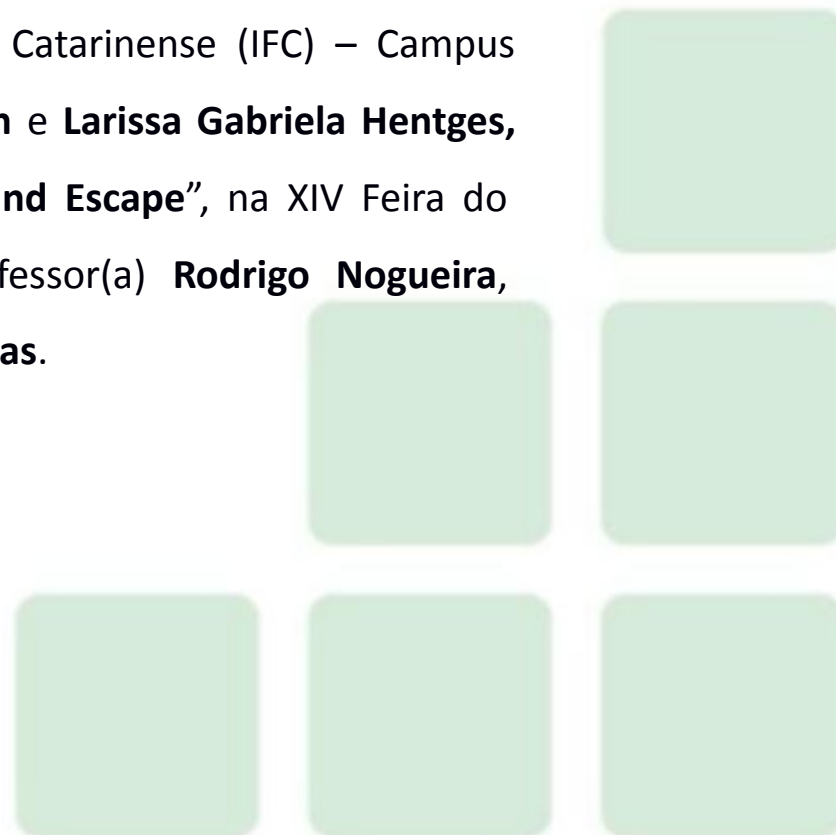 Catarinense (IFC) – Campus
e Larissa Gabriela Hentges,
nd Escape”, na XIV Feira do
fessor(a) Rodrigo Nogueira,
as.